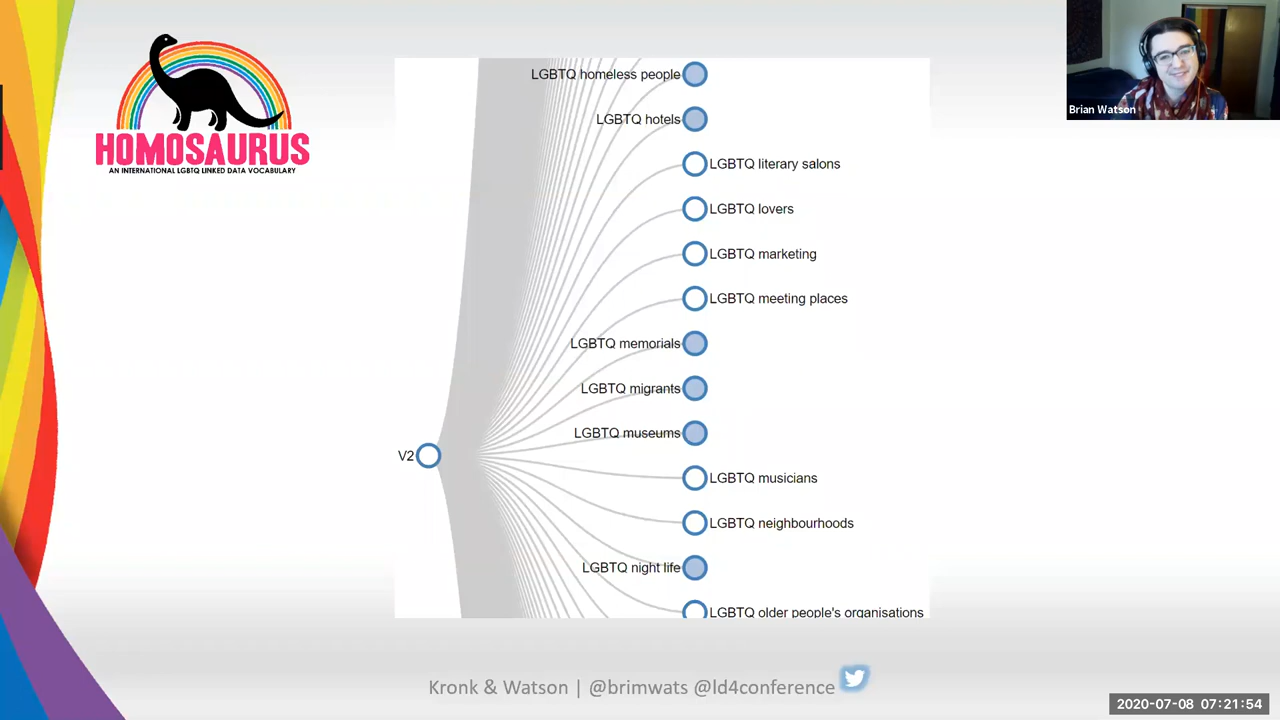 HOMOSAURUS
AN INTERNATIONAL LGBTQ LINKED DATA VOCABULARY
Brian Watson
LGBTQ homeless people
LGBTQ hotels
LGBTQ literary salons
LGBTQ lovers
LGBTQ marketing
LGBTQ meeting places
LGBTQ memorials
LGBTQ migrants
LGBTQ museums
V2
LGBTQ musicians
LGBTQ neighbourhoods
LGBTQ night life
LGBTQ older people's organisations
Kronk & Watson | @brimwats @ld4conference
2020-07-08 07:21:54